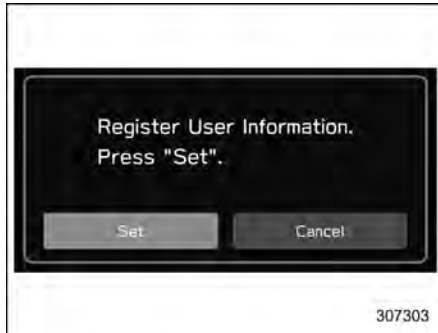 Register User Information.
Press "Set".
Set
Cancel
307303